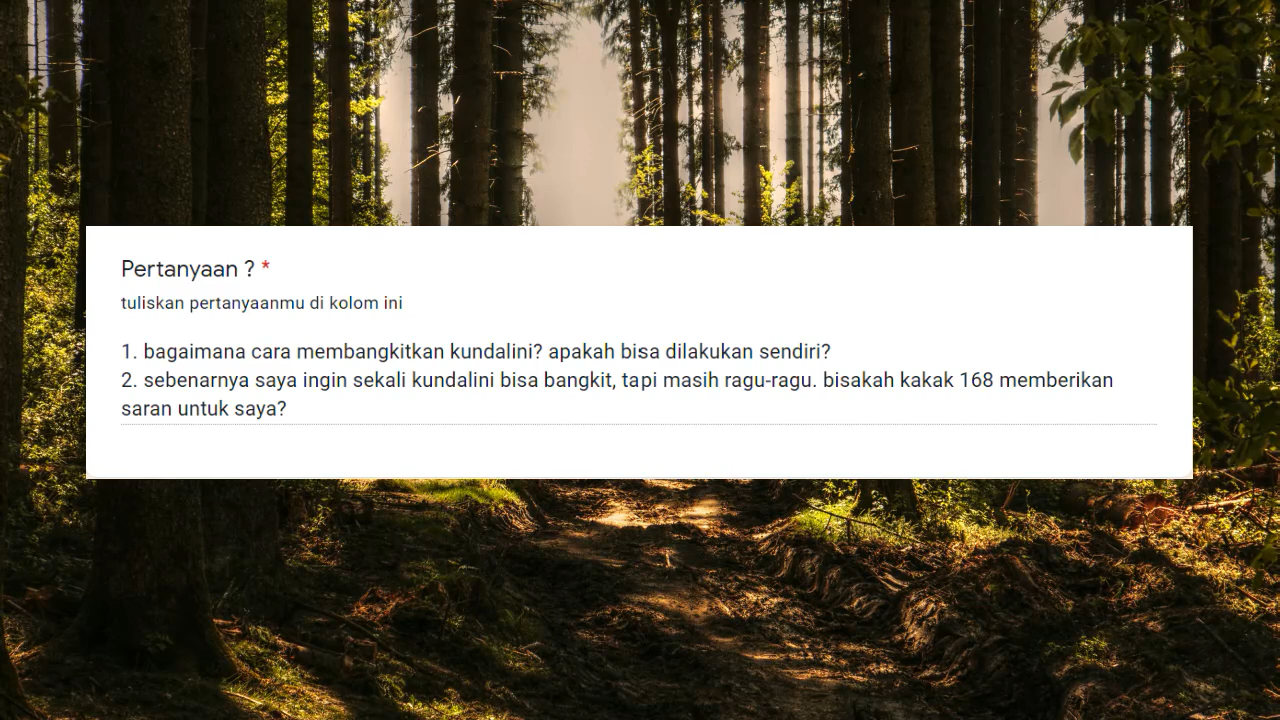 Pertanyaan ? *
tuliskan pertanyaanmu di kolom ini
1. bagaimana cara membangkitkan kundalini? apakah bisa dilakukan sendiri?
2. sebenarnya saya ingin sekali kundalini bisa bangkit, tapi masih ragu-ragu. bisakah kakak 168 memberikan
saran untuk saya?